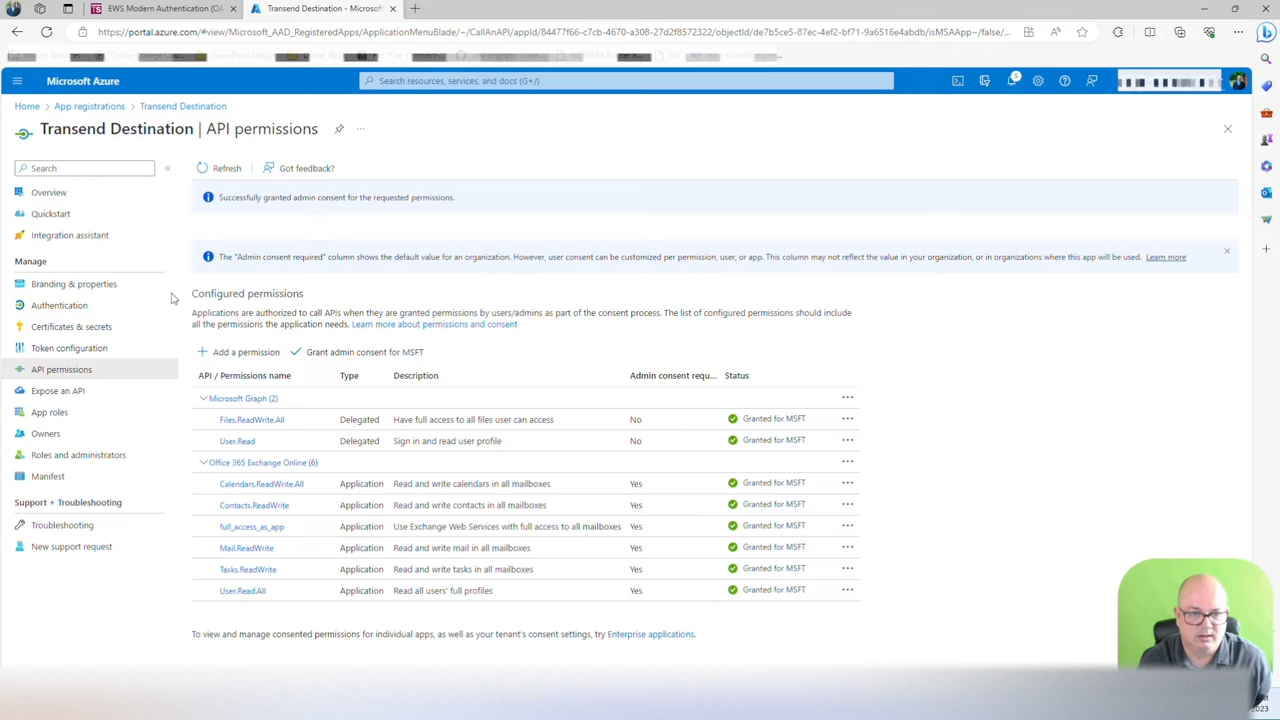 EWS Modern Authentication (OA
Transend Destination - Microsof
https://portal.azure.com/#view/Microsoft_AAD_RegisteredApps/ApplicationMenuBlade/~/CallAnAPI/appId/84477f66-c7cb-4670-a308-27d2f8572322/objectId/de7b5ce5-87ec-4ef2-bf71-9a6516e4abdb/isMSAApp~/false/...
Microsoft Azure
Search resources, services, and docs (G+/)
Home > App registrations > Transend Destination
Transend Destination | API permissions
Search
Refresh
Got feedback?
Overview
Quickstart
Integration assistant
Manage
Branding & properties
Authentication
Certificates & secrets
Token configuration
API permissions
Expose an API
App roles
Owners
Roles and administrators
Manifest
Support + Troubleshooting
Troubleshooting
New support request
Successfully granted admin consent for the requested permissions.
The "Admin consent required" column shows the default value for an organization. However, user consent can be customized per permission, user, or app. This column may not reflect the value in your organization, or in organizations where this app will be used. Learn more
Configured permissions
Applications are authorized to call APIs when they are granted permissions by users/admins as part of the consent process. The list of configured permissions should include
all the permissions the application needs. Learn more about permissions and consent
Add a permission
Grant admin consent for MSFT
API / Permissions name Type Description Admin consent requ... Status
Microsoft Graph (2)
Files.ReadWrite.All Delegated Have full access to all files user can access No Granted for MSFT
User.Read Delegated Sign in and read user profile No Granted for MSFT
Office 365 Exchange Online (6)
Calendars.ReadWrite.All Application Read and write calendars in all mailboxes Yes Granted for MSFT
Contacts.ReadWrite Application Read and write contacts in all mailboxes Yes Granted for MSFT
full_access_as_app Application Use Exchange Web Services with full access to all mailboxes Yes Granted for MSFT
Mail.ReadWrite Application Read and write mail in all mailboxes Yes Granted for MSFT
Tasks.ReadWrite Application Read and write tasks in all mailboxes Yes Granted for MSFT
User.Read.All Application Read all users' full profiles Yes Granted for MSFT
To view and manage consented permissions for individual apps, as well as your tenant's consent settings, try Enterprise applications.